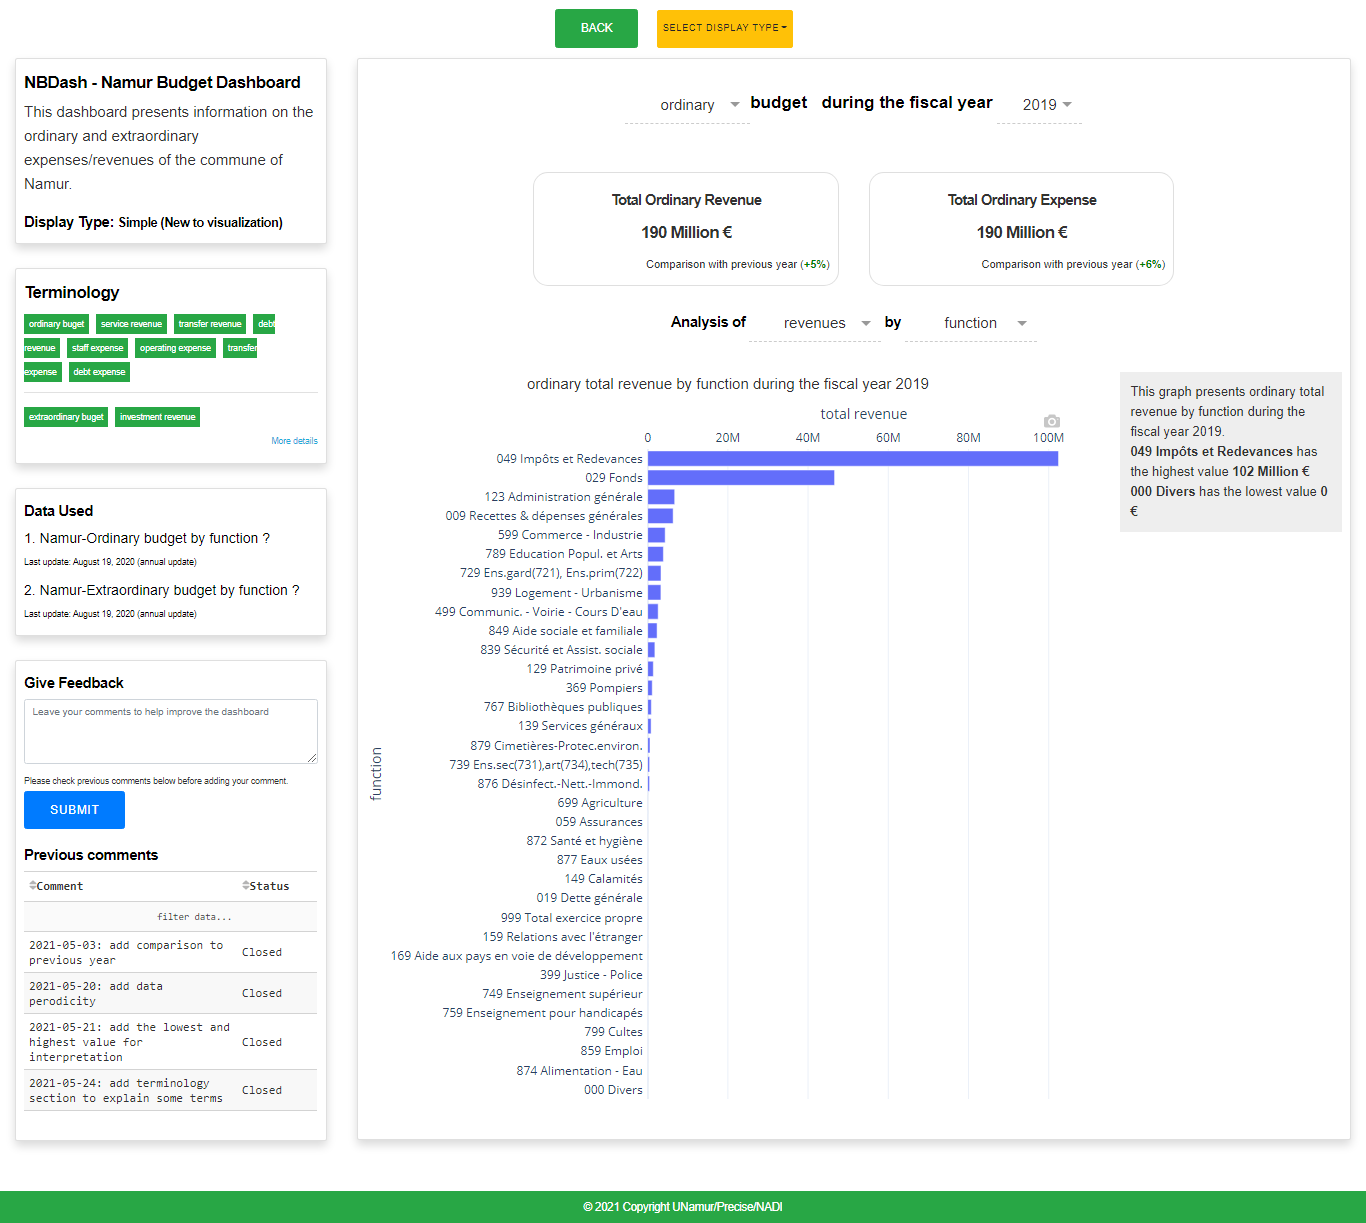 BACK
SELECT DISPLAY TYPE
NBDash - Namur Budget Dashboard
This dashboard presents information on the
ordinary and extraordinary
expenses/revenues of the commune of
Namur.
Display Type: Simple (New to visualization)
Terminology
ordinary buget service revenue transfer revenue debt
revenue staff expense operating expense transfer
expense debt expense
extraordinary buget investment revenue
More details
Data Used
1. Namur-Ordinary budget by function ?
Last update: August 19, 2020 (annual update)
2. Namur-Extraordinary budget by function ?
Last update: August 19, 2020 (annual update)
Give Feedback
Leave your comments to help improve the dashboard
Please check previous comments below before adding your comment.
SUBMIT
Previous comments
Comment Status
filter data...
2021-05-03: add comparison to
previous year
Closed
2021-05-20: add data
perodicity
Closed
2021-05-21: add the lowest and
highest value for
interpretation
Closed
2021-05-24: add terminology
section to explain some terms
Closed
ordinary budget during the fiscal year 2019
Total Ordinary Revenue
190 Million €
Comparison with previous year (+5%)
Total Ordinary Expense
190 Million €
Comparison with previous year (+6%)
Analysis of revenues by function
ordinary total revenue by function during the fiscal year 2019
total revenue
0 20M 40M 60M 80M 100M
function
049 Impôts et Redevances
029 Fonds
123 Administration générale
009 Recettes & dépenses générales
599 Commerce - Industrie
789 Education Popul. et Arts
729 Ens.gard(721), Ens.prim(722)
939 Logement - Urbanisme
499 Communic. - Voirie - Cours D'eau
849 Aide sociale et familiale
839 Sécurité et Assist. sociale
129 Patrimoine privé
369 Pompiers
767 Bibliothèques publiques
139 Services généraux
879 Cimetières-Protec.environ.
739 Ens.sec(731),art(734),tech(735)
876 Désinfect.-Nett.-Immond.
699 Agriculture
059 Assurances
872 Santé et hygiène
877 Eaux usées
149 Calamités
019 Dette générale
999 Total exercice propre
159 Relations avec l'étranger
169 Aide aux pays en voie de développement
399 Justice - Police
749 Enseignement supérieur
759 Enseignement pour handicapés
799 Cultes
859 Emploi
874 Alimentation - Eau
000 Divers
This graph presents ordinary total
revenue by function during the
fiscal year 2019.
049 Impôts et Redevances has
the highest value 102 Million €
000 Divers has the lowest value 0
€
© 2021 Copyright UNamur/Precise/NADI